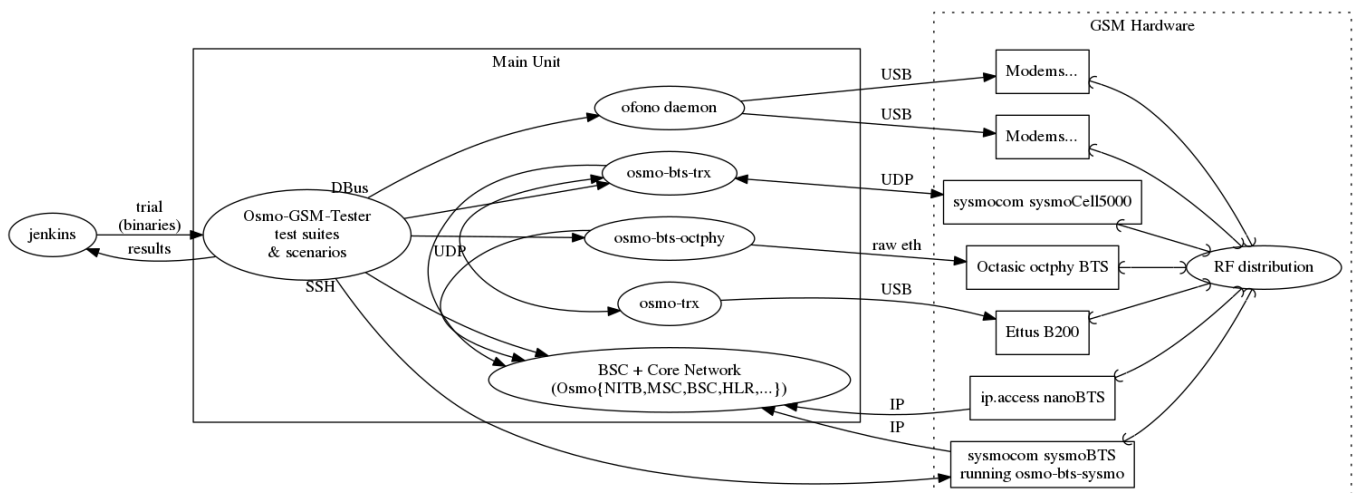 GSM Hardware
Main Unit
jenkins
trial
(binaries)
results
Osmo-GSM-Tester
test suites
& scenarios
DBus
UDP
SSH
ofono daemon
osmo-bts-trx
osmo-bts-octphy
osmo-trx
BSC + Core Network
(Osmo{NITB,MSC,BSC,HLR,...})
USB
USB
UDP
raw eth
USB
IP
IP
Modems...
Modems...
sysmocom sysmoCell5000
Octasic octphy BTS
Ettus B200
ip.access nanoBTS
sysmocom sysmoBTS
running osmo-bts-sysmo
RF distribution